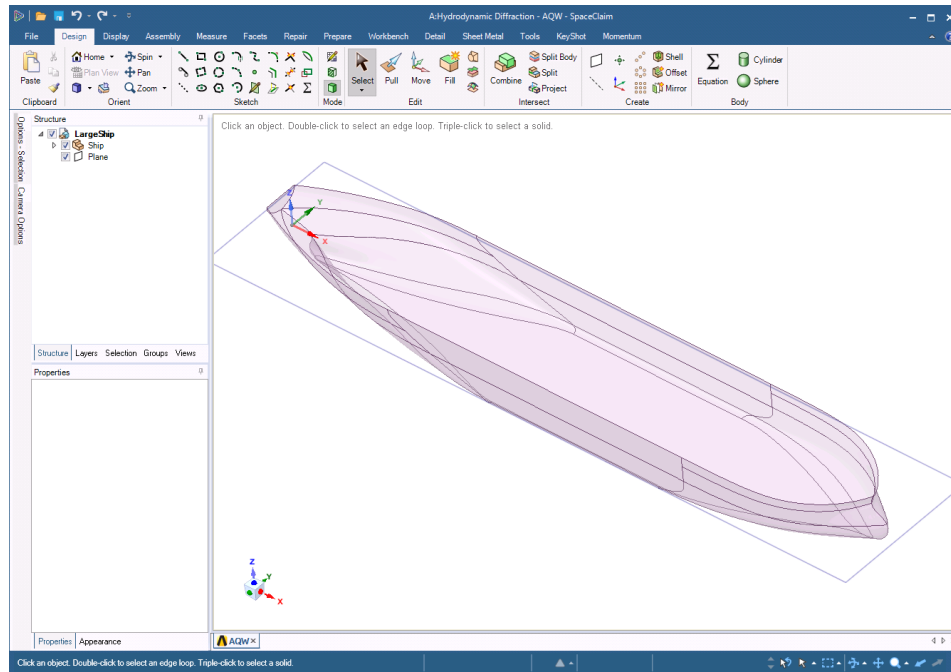 A:Hydrodynamic Diffraction - AQW - SpaceClaim
File Design Display Assembly Measure Facets Repair Prepare Workbench Detail Sheet Metal Tools KeyShot Momentum
Paste
Clipboard
Home Spin
Plan View Pan
Zoom
Orient
Sketch
Mode
Select Pull Move Fill
Edit
Combine
Split Body
Split
Project
Intersect
Shell
Offset
Mirror
Create
Equation
Cylinder
Sphere
Body
Options - Selection Camera Options
Structure
LargeShip
Ship
Plane
Structure Layers Selection Groups Views
Properties
Properties Appearance
Click an object. Double-click to select an edge loop. Triple-click to select a solid.
Z
Y
X
Z
Y
X
AQW
Click an object. Double-click to select an edge loop. Triple-click to select a solid.